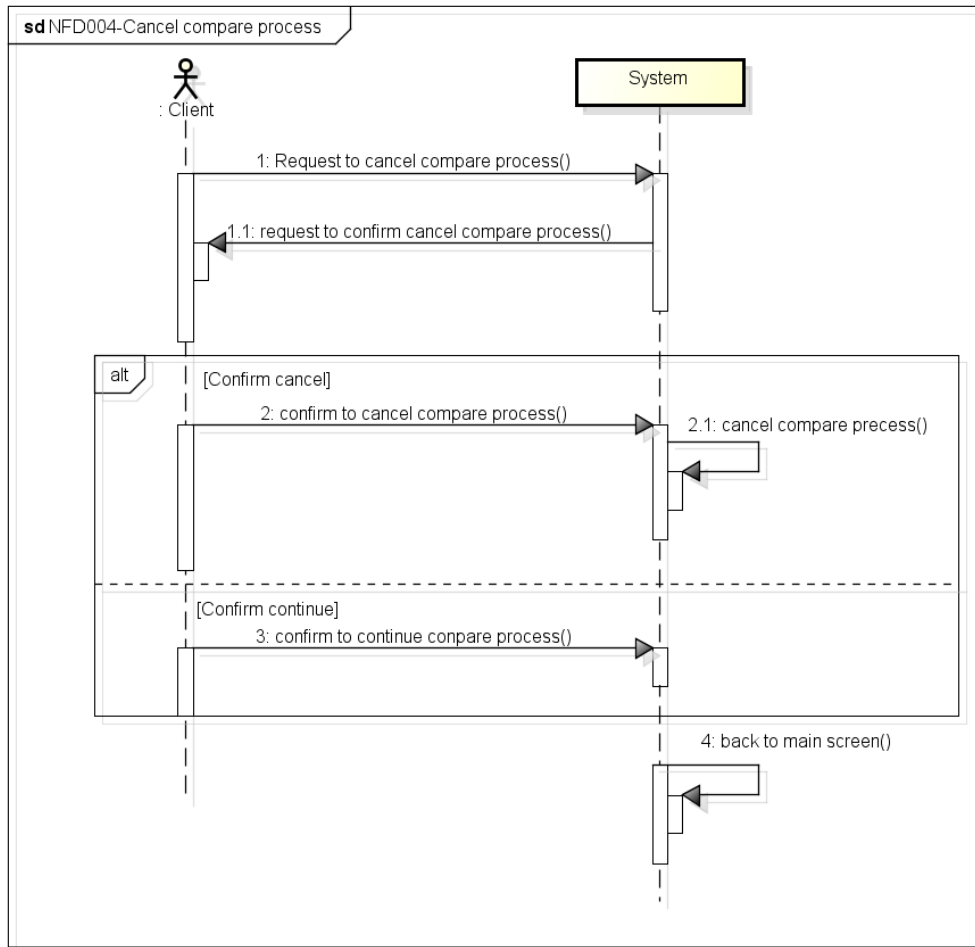 sd NFD004-Cancel compare process
: Client
System
1: Request to cancel compare process()
1.1: request to confirm cancel compare process()
alt
[Confirm cancel]
2: confirm to cancel compare process()
2.1: cancel compare precess()
[Confirm continue]
3: confirm to continue conpare process()
4: back to main screen()